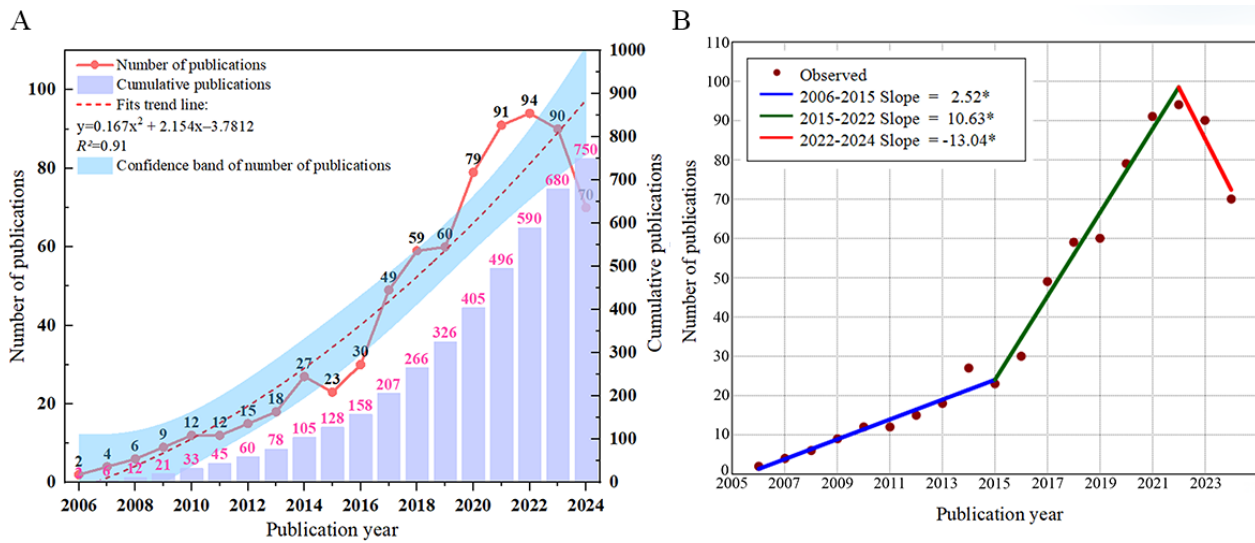 A
Number of publications
Cumulative publications
Fits trend line:
y=0.167x² + 2.154x–3.7812
R²=0.91
Confidence band of number of publications
Number of publications
0
20
40
60
80
100
Cumulative publications
0
100
200
300
400
500
600
700
800
900
1000
2 4 6 9 12 12 15 18 27 23 30 49 59 60 79 91 94 90 70
6 12 21 33 45 60 78 105 128 158 207 266 326 405 496 590 680 750
2006 2008 2010 2012 2014 2016 2018 2020 2022 2024
Publication year
B
Observed
2006-2015 Slope = 2.52*
2015-2022 Slope = 10.63*
2022-2024 Slope = -13.04*
Number of publications
110
100
90
80
70
60
50
40
30
20
10
0
2005 2007 2009 2011 2013 2015 2017 2019 2021 2023
Publication year